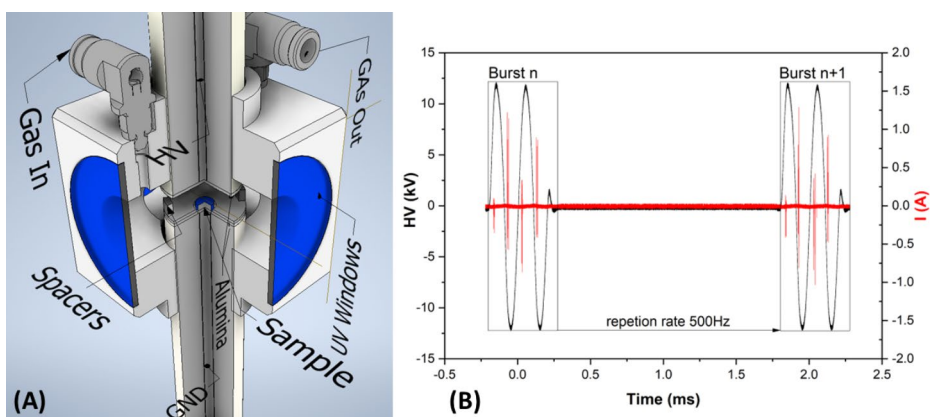 Gas In
HV
GAs Out
Spacers
Alumina
Sample
UV Windows
GND
(A)
Burst n
Burst n+1
15
10
5
0
-5
-10
-15
HV (kV)
2.0
1.5
1.0
0.5
0.0
-0.5
-1.0
-1.5
-2.0
I (A)
repetion rate 500Hz
0.0
0.5
1.0
1.5
2.0
2.5
Time (ms)
(B)